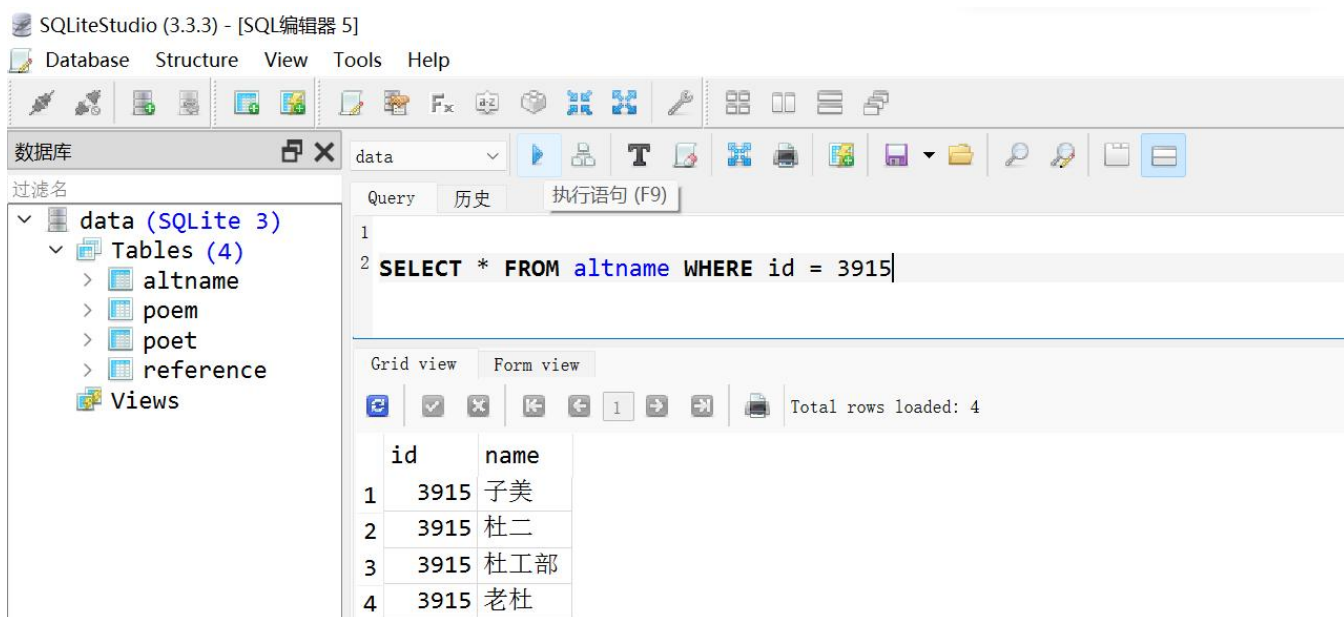 SQLiteStudio (3.3.3) - [SQL编辑器 5]
Database Structure View Tools Help
数据库
过滤名
data (SQLite 3)
Tables (4)
altname
poem
poet
reference
Views
data
Query 历史 执行语句 (F9)
1
2 SELECT * FROM altname WHERE id = 3915
Grid view Form view
1 Total rows loaded: 4
id name
1 3915 子美
2 3915 杜二
3 3915 杜工部
4 3915 老杜